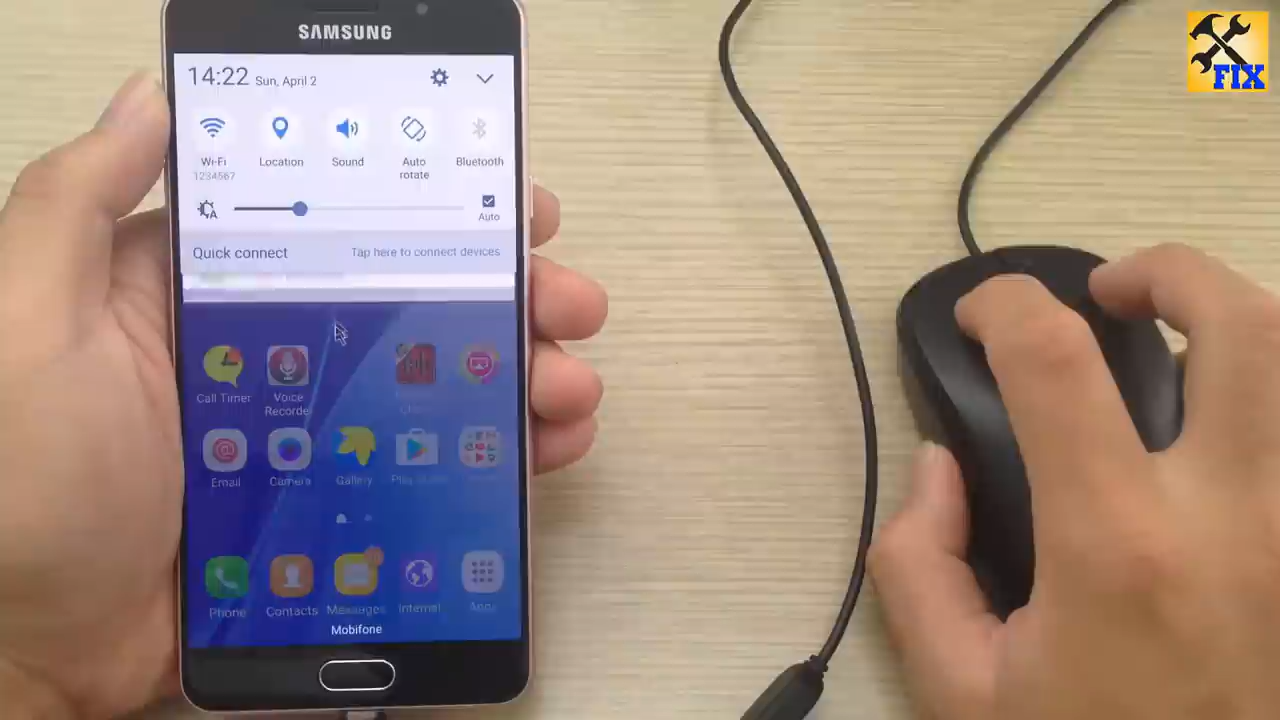 SAMSUNG
14:22 Sun, April 2
Wi-Fi
1234567
Location
Sound
Auto
rotate
Bluetooth
Auto
Quick connect
Tap here to connect devices
Call Timer
Voice
Recorder
Email
Camera
Gallery
Play
Phone
Contacts
Messages
Internet
Apps
Mobifone
FIX